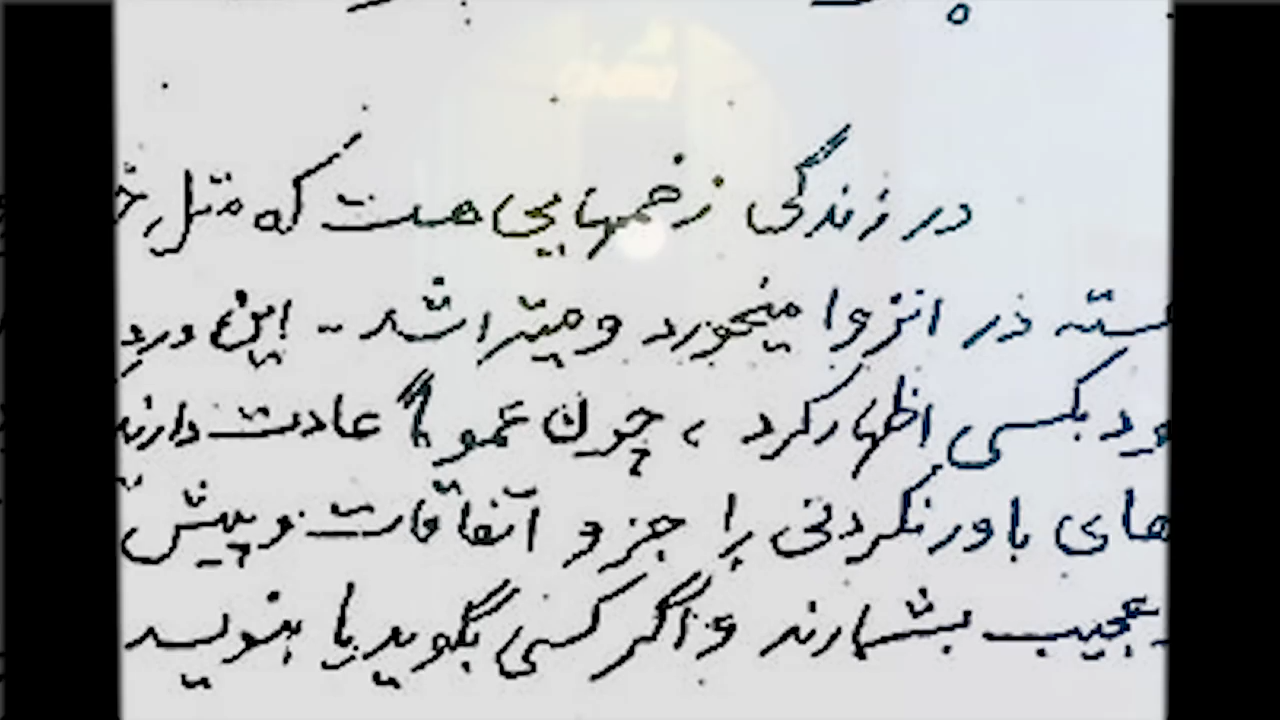 در زندگی زخمهایی هست که مثل
در انزوا میخورد و میتراشد - این
بکسی اظهار کرد ، چون عموماً عادت دارند
های باورنکردنی را جزو اتفاقات و پیش
عجیب بشمارند و اگر کسی بگوید یا بنویسد